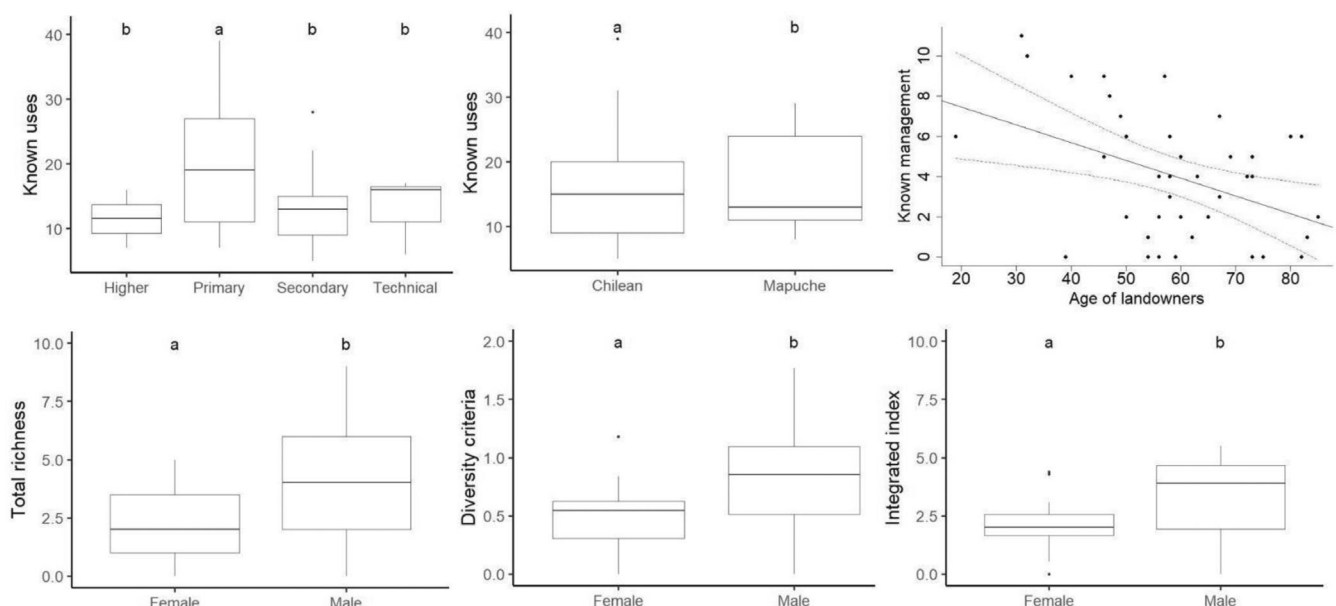 b a b b
40
30
20
10
Known uses
Higher Primary Secondary Technical
a b
40
30
20
10
Known uses
Chilean Mapuche
10
8
6
4
2
0
Known management
20 30 40 50 60 70 80
Age of landowners
a b
10.0
7.5
5.0
2.5
0.0
Total richness
Female Male
a b
2.0
1.5
1.0
0.5
0.0
Diversity criteria
Female Male
a b
10.0
7.5
5.0
2.5
0.0
Integrated index
Female Male